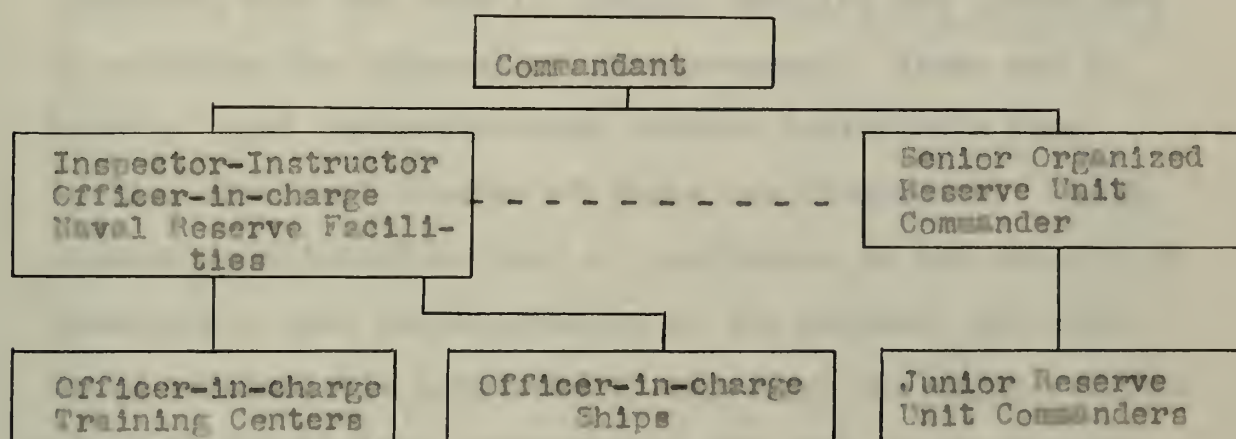 Commandant
Inspector-Instructor
Officer-in-charge
Naval Reserve Facili-
ties
Senior Organized
Reserve Unit
Commander
Officer-in-charge
Training Centers
Officer-in-charge
Ships
Junior Reserve
Unit Commanders